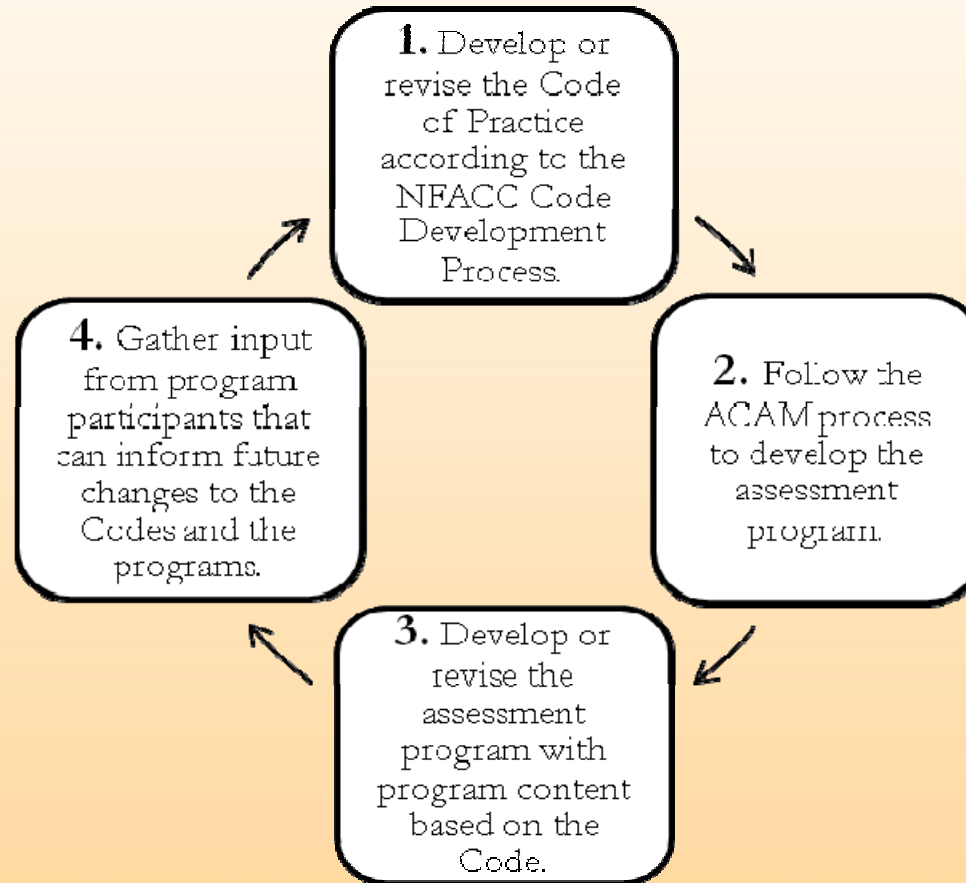 1. Develop or
revise the Code
of Practice
according to the
NFACC Code
Development
Process.
2. Follow the
ACAM process
to develop the
assessment
program.
3. Develop or
revise the
assessment
program with
program content
based on the
Code.
4. Gather input
from program
participants that
can inform future
changes to the
Codes and the
programs.